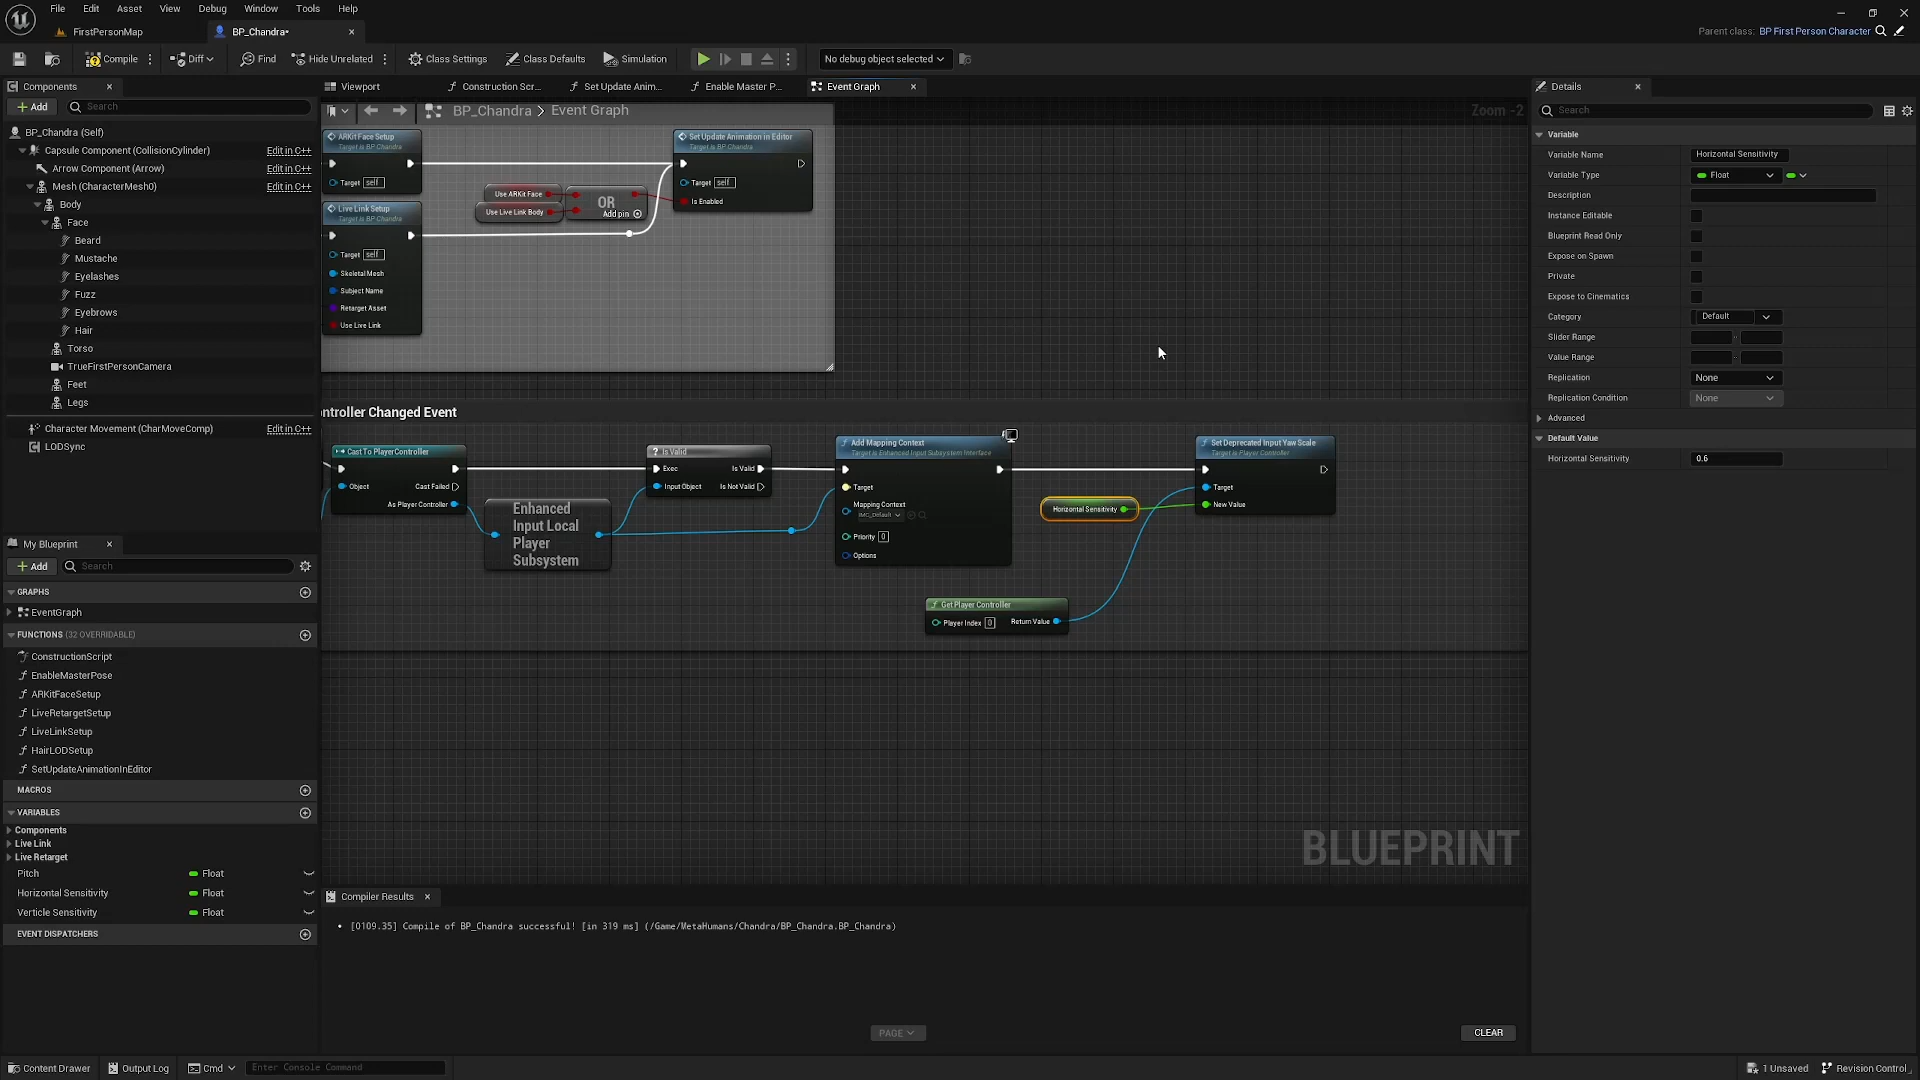 File Edit Asset View Debug Window Tools Help
FirstPersonMap
BP_Chandra•
Parent class: BP First Person Character
Compile
Diff
Find
Hide Unrelated
Class Settings
Class Defaults
Simulation
No debug object selected
Components
Viewport
Construction Scr...
Set Update Anim...
Enable Master P...
Event Graph
Details
Add
Search
BP_Chandra > Event Graph
Zoom -2
Search
BP_Chandra (Self)
Capsule Component (CollisionCylinder) Edit in C++
Arrow Component (Arrow) Edit in C++
Mesh (CharacterMesh0) Edit in C++
Body
Face
Beard
Mustache
Eyelashes
Fuzz
Eyebrows
Hair
Torso
TrueFirstPersonCamera
Feet
Legs
Character Movement (CharMoveComp) Edit in C++
LODSync
ARKit Face Setup
Target is BP Chandra
Target self
Live Link Setup
Target is BP Chandra
Target self
Skeletal Mesh
Subject Name
Retarget Asset
Use Live Link
Use ARKit Face
Use Live Link Body
OR
Add pin
Set Update Animation in Editor
Target is BP Chandra
Target self
Is Enabled
ntroller Changed Event
Cast To PlayerController
Object
Cast Failed
As Player Controller
Enhanced
Input Local
Player
Subsystem
Is Valid
Exec Is Valid
Input Object Is Not Valid
Add Mapping Context
Target is Enhanced Input Subsystem Interface
Target
Mapping Context
IMC_Default
Priority 0
Options
Horizontal Sensitivity
Get Player Controller
Player Index 0 Return Value
Set Deprecated Input Yaw Scale
Target is Player Controller
Target
New Value
BLUEPRINT
My Blueprint
Add
Search
GRAPHS
EventGraph
FUNCTIONS (32 OVERRIDABLE)
ConstructionScript
EnableMasterPose
ARKitFaceSetup
LiveRetargetSetup
LiveLinkSetup
HairLODSetup
SetUpdateAnimationInEditor
MACROS
VARIABLES
Components
Live Link
Live Retarget
Pitch Float
Horizontal Sensitivity Float
Verticle Sensitivity Float
EVENT DISPATCHERS
Compiler Results
• [0109.35] Compile of BP_Chandra successful! [in 319 ms] (/Game/MetaHumans/Chandra/BP_Chandra.BP_Chandra)
PAGE
CLEAR
Variable
Variable Name Horizontal Sensitivity
Variable Type Float
Description
Instance Editable
Blueprint Read Only
Expose on Spawn
Private
Expose to Cinematics
Category Default
Slider Range
Value Range
Replication None
Replication Condition None
Advanced
Default Value
Horizontal Sensitivity 0.6
Content Drawer
Output Log
Cmd
Enter Console Command
1 Unsaved
Revision Control